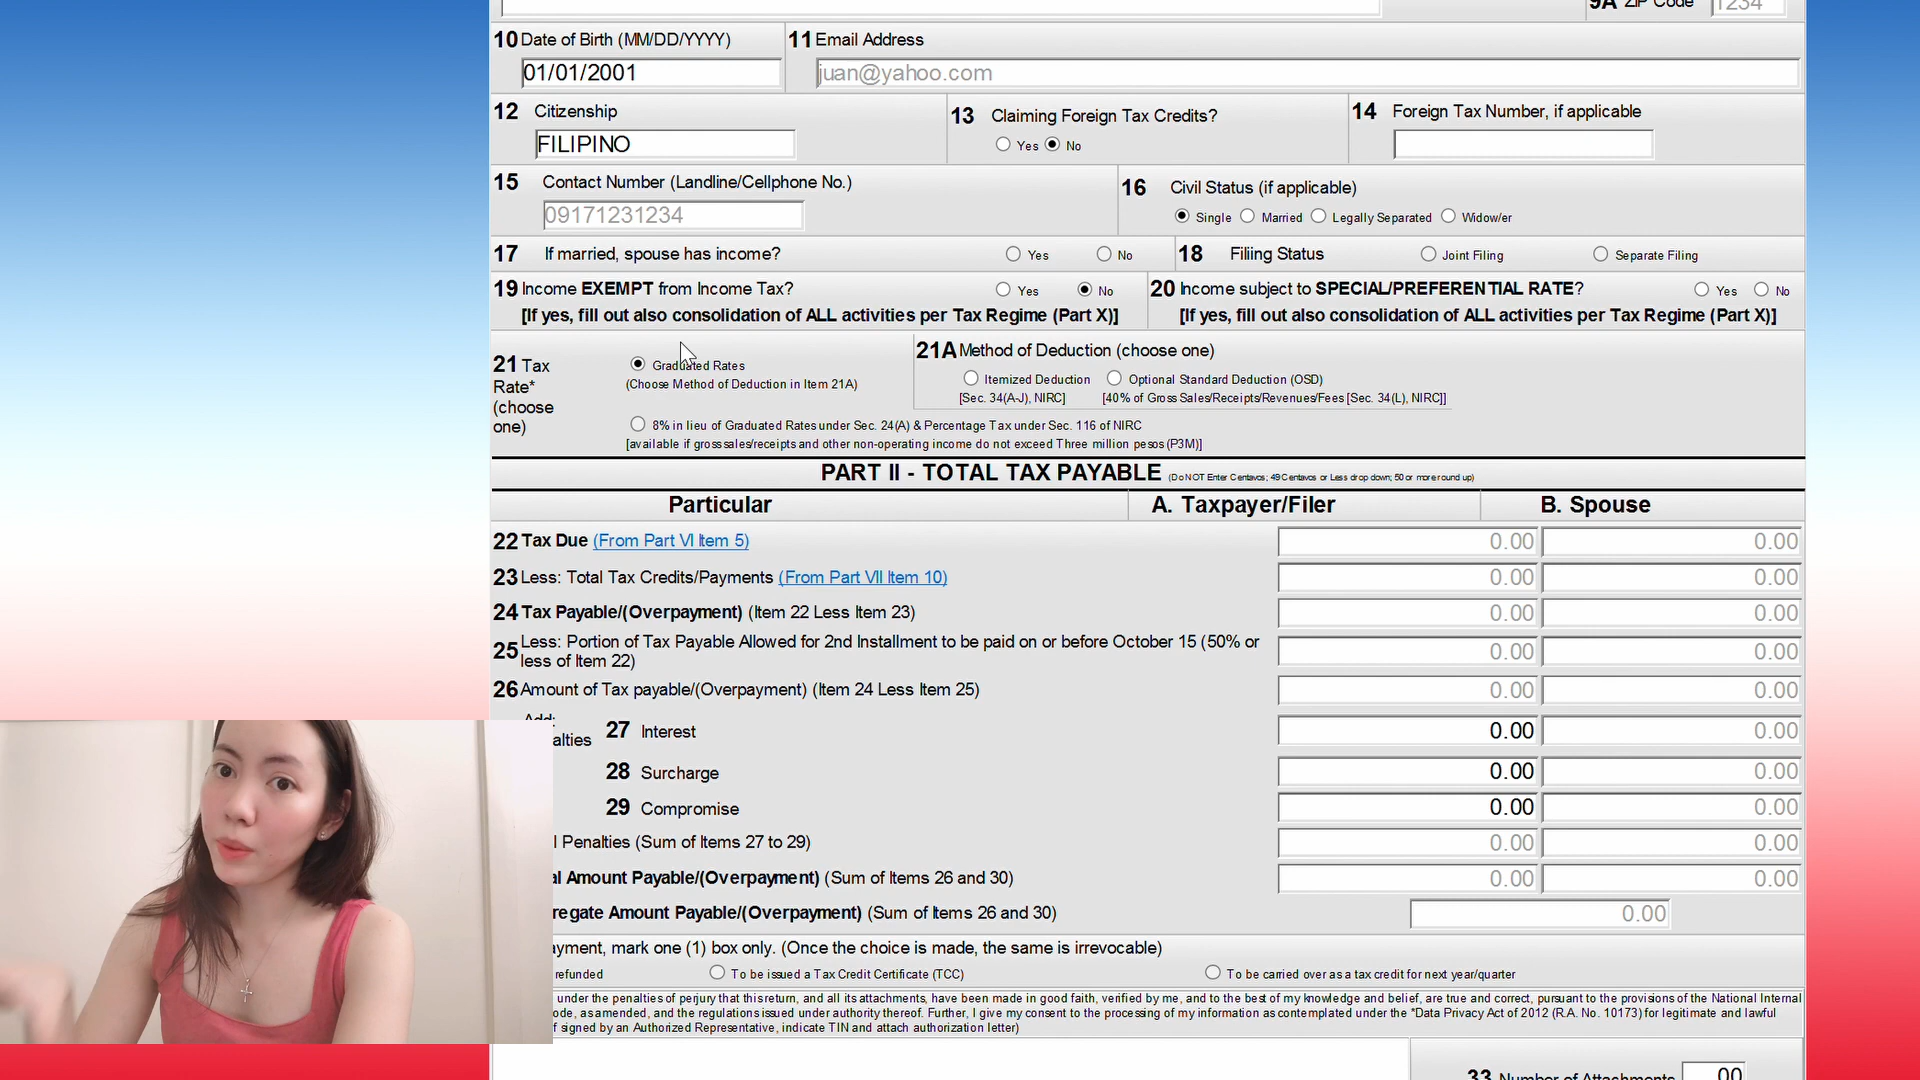 9A ZIP Code 1234
10 Date of Birth (MM/DD/YYYY) 11 Email Address
01/01/2001 juan@yahoo.com
12 Citizenship 13 Claiming Foreign Tax Credits? 14 Foreign Tax Number, if applicable
FILIPINO Yes No
15 Contact Number (Landline/Cellphone No.) 16 Civil Status (if applicable)
09171231234 Single Married Legally Separated Widow/er
17 If married, spouse has income? Yes No 18 Filing Status Joint Filing Separate Filing
19 Income EXEMPT from Income Tax? Yes No 20 Income subject to SPECIAL/PREFERENTIAL RATE? Yes No
[If yes, fill out also consolidation of ALL activities per Tax Regime (Part X)] [If yes, fill out also consolidation of ALL activities per Tax Regime (Part X)]
21 Tax Rate* (choose one)
Graduated Rates
(Choose Method of Deduction in Item 21A)
21A Method of Deduction (choose one)
Itemized Deduction Optional Standard Deduction (OSD)
[Sec. 34(A-J), NIRC] [40% of Gross Sales/Receipts/Revenues/Fees [Sec. 34(L), NIRC]]
8% in lieu of Graduated Rates under Sec. 24(A) & Percentage Tax under Sec. 116 of NIRC
[available if gross sales/receipts and other non-operating income do not exceed Three million pesos (P3M)]
PART II - TOTAL TAX PAYABLE (Do NOT Enter Centavos; 49 Centavos or Less drop down; 50 or more round up)
Particular A. Taxpayer/Filer B. Spouse
22 Tax Due (From Part VI Item 5) 0.00 0.00
23 Less: Total Tax Credits/Payments (From Part VII Item 10) 0.00 0.00
24 Tax Payable/(Overpayment) (Item 22 Less Item 23) 0.00 0.00
25 Less: Portion of Tax Payable Allowed for 2nd Installment to be paid on or before October 15 (50% or
less of Item 22) 0.00 0.00
26 Amount of Tax payable/(Overpayment) (Item 24 Less Item 25) 0.00 0.00
Add:
alties 27 Interest 0.00 0.00
28 Surcharge 0.00 0.00
29 Compromise 0.00 0.00
l Penalties (Sum of Items 27 to 29) 0.00 0.00
al Amount Payable/(Overpayment) (Sum of Items 26 and 30) 0.00 0.00
regate Amount Payable/(Overpayment) (Sum of Items 26 and 30) 0.00
ayment, mark one (1) box only. (Once the choice is made, the same is irrevocable)
refunded To be issued a Tax Credit Certificate (TCC) To be carried over as a tax credit for next year/quarter
under the penalties of perjury that this return, and all its attachments, have been made in good faith, verified by me, and to the best of my knowledge and belief, are true and correct, pursuant to the provisions of the National Internal
ode, as amended, and the regulations issued under authority thereof. Further, I give my consent to the processing of my information as contemplated under the *Data Privacy Act of 2012 (R.A. No. 10173) for legitimate and lawful
f signed by an Authorized Representative, indicate TIN and attach authorization letter)
33 Number of Attachments 00